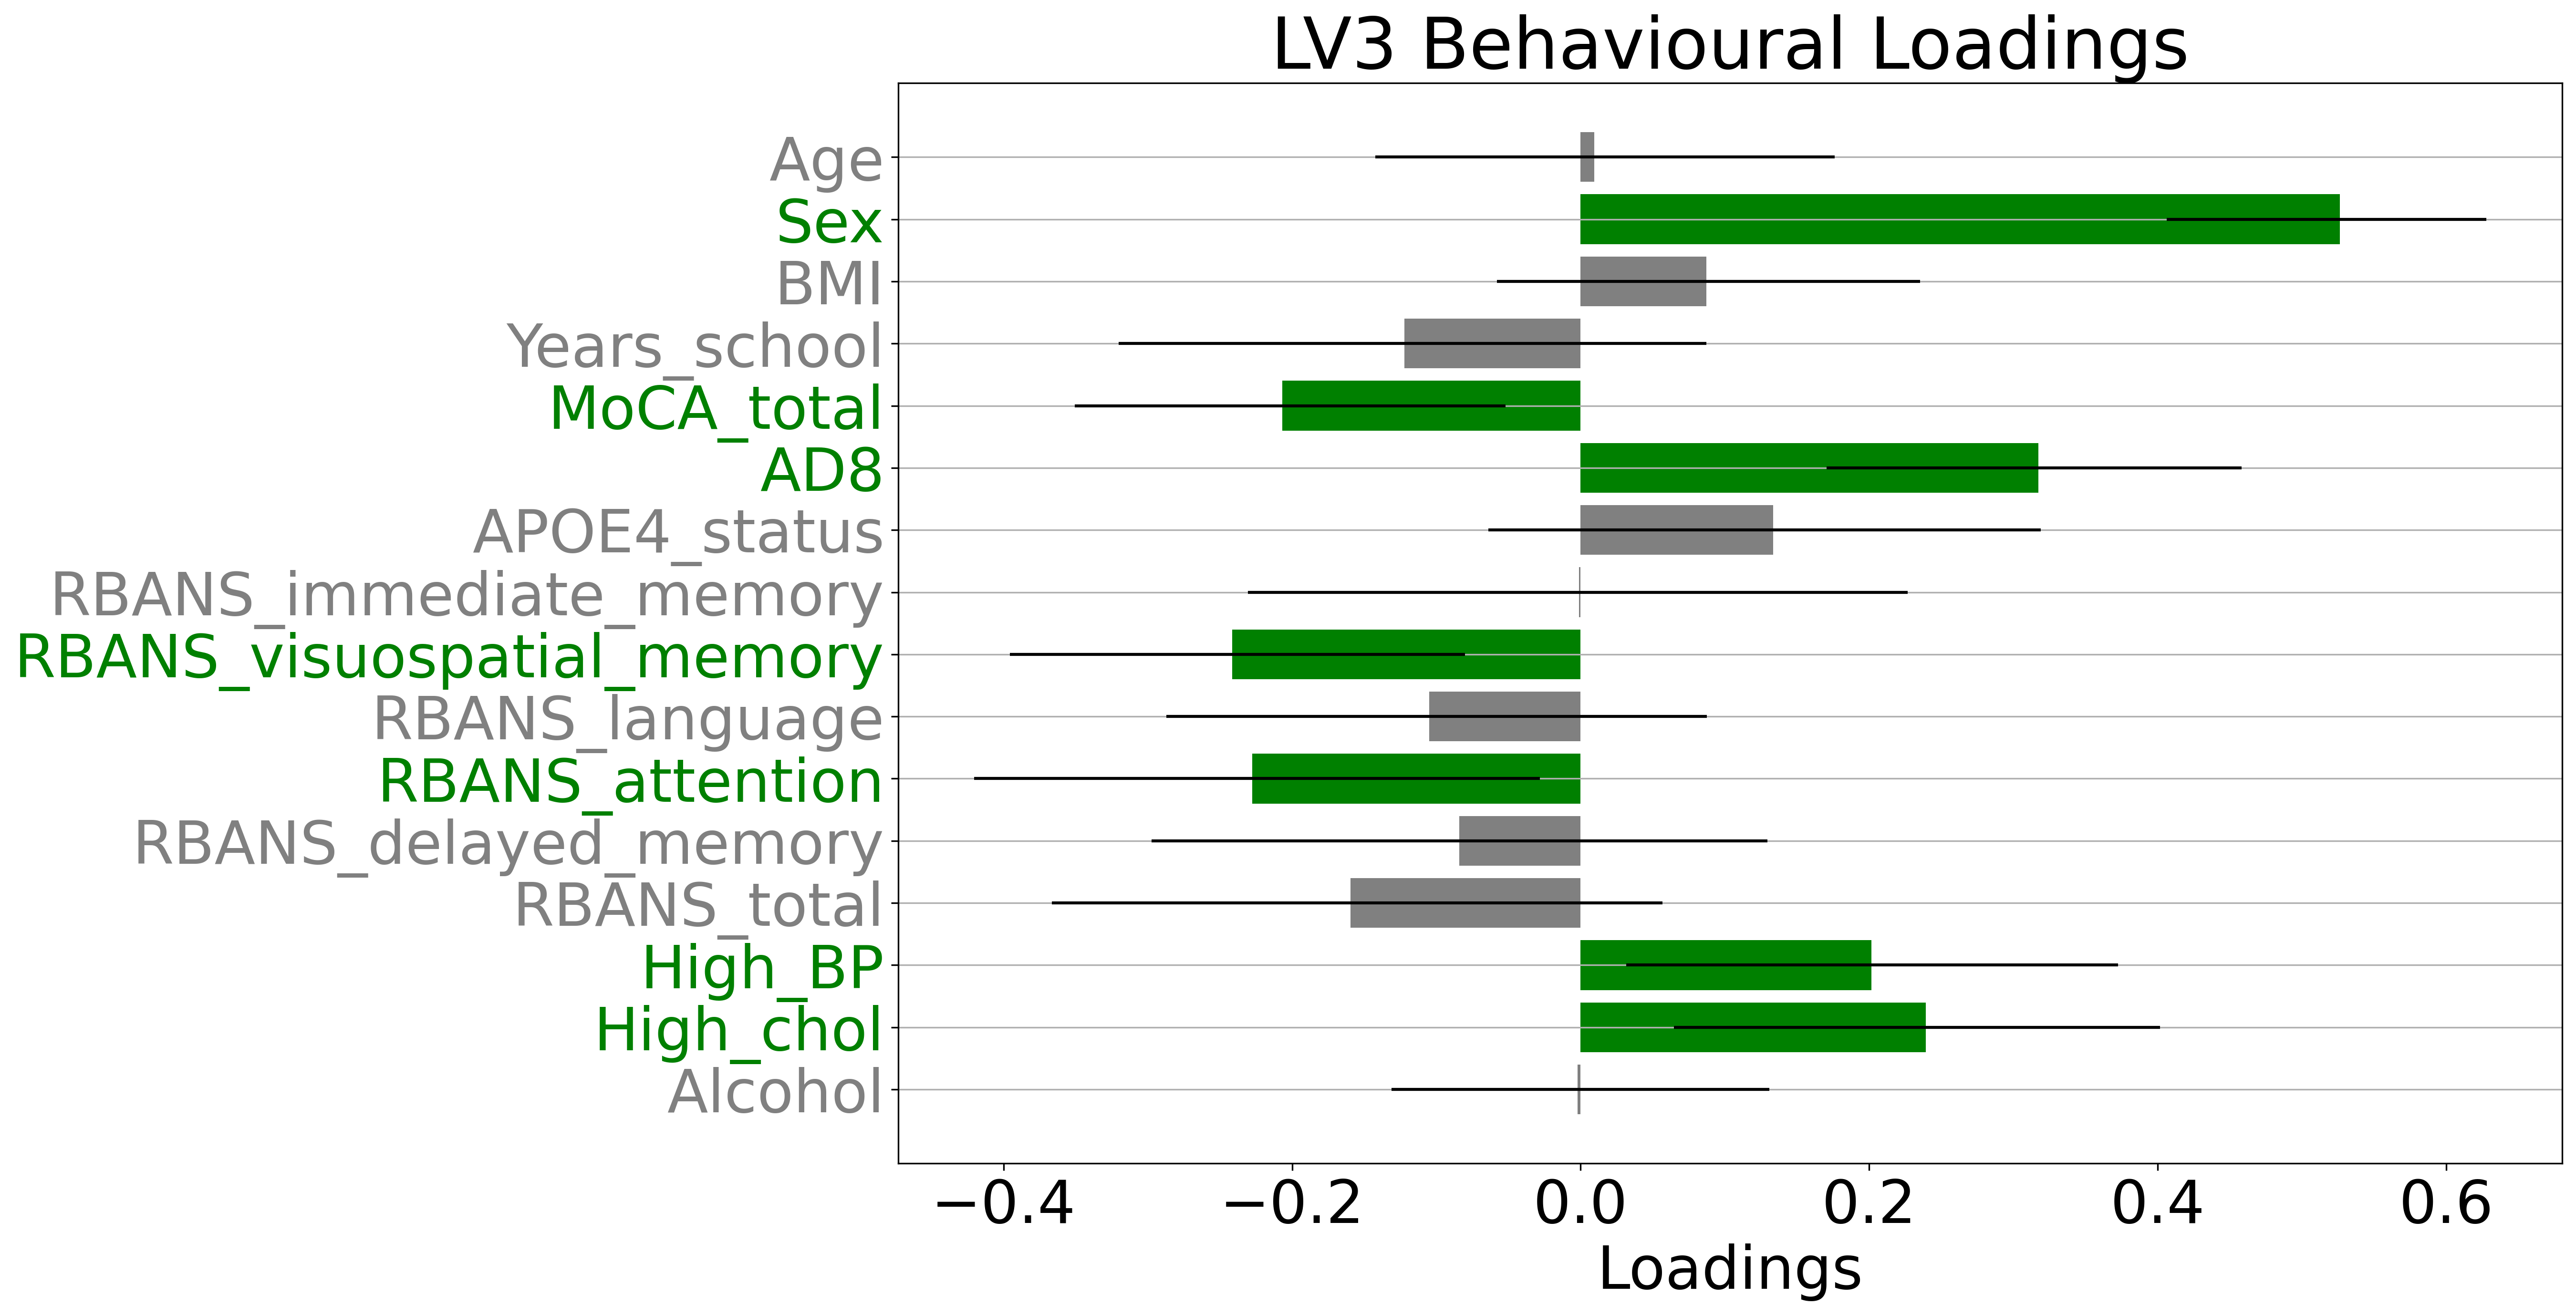 LV3 Behavioural Loadings
Age
Sex
BMI
Years_school
MoCA_total
AD8
APOE4_status
RBANS_immediate_memory
RBANS_visuospatial_memory
RBANS_language
RBANS_attention
RBANS_delayed_memory
RBANS_total
High_BP
High_chol
Alcohol
−0.4 −0.2 0.0 0.2 0.4 0.6
Loadings